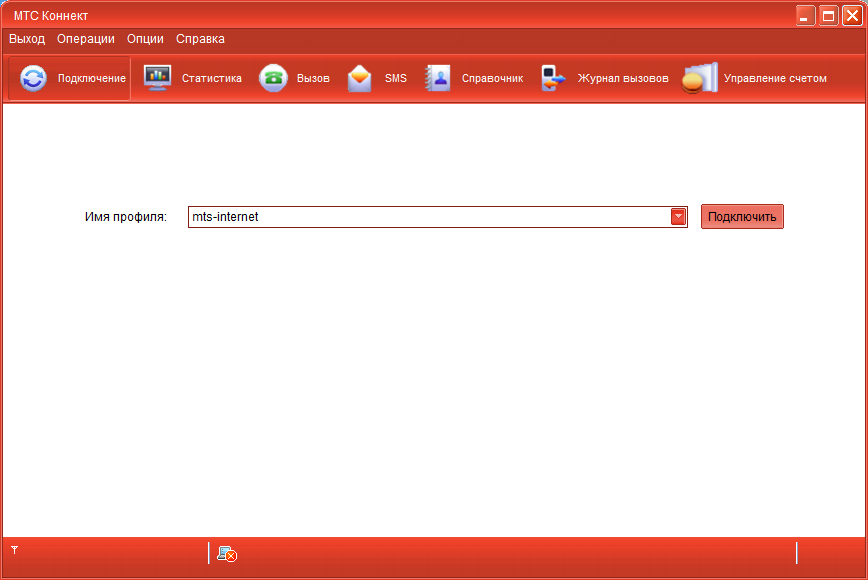 МТС Коннект
Выход Операции Опции Справка
Подключение Статистика Вызов SMS Справочник Журнал вызовов Управление счетом
Имя профиля: mts-internet Подключить